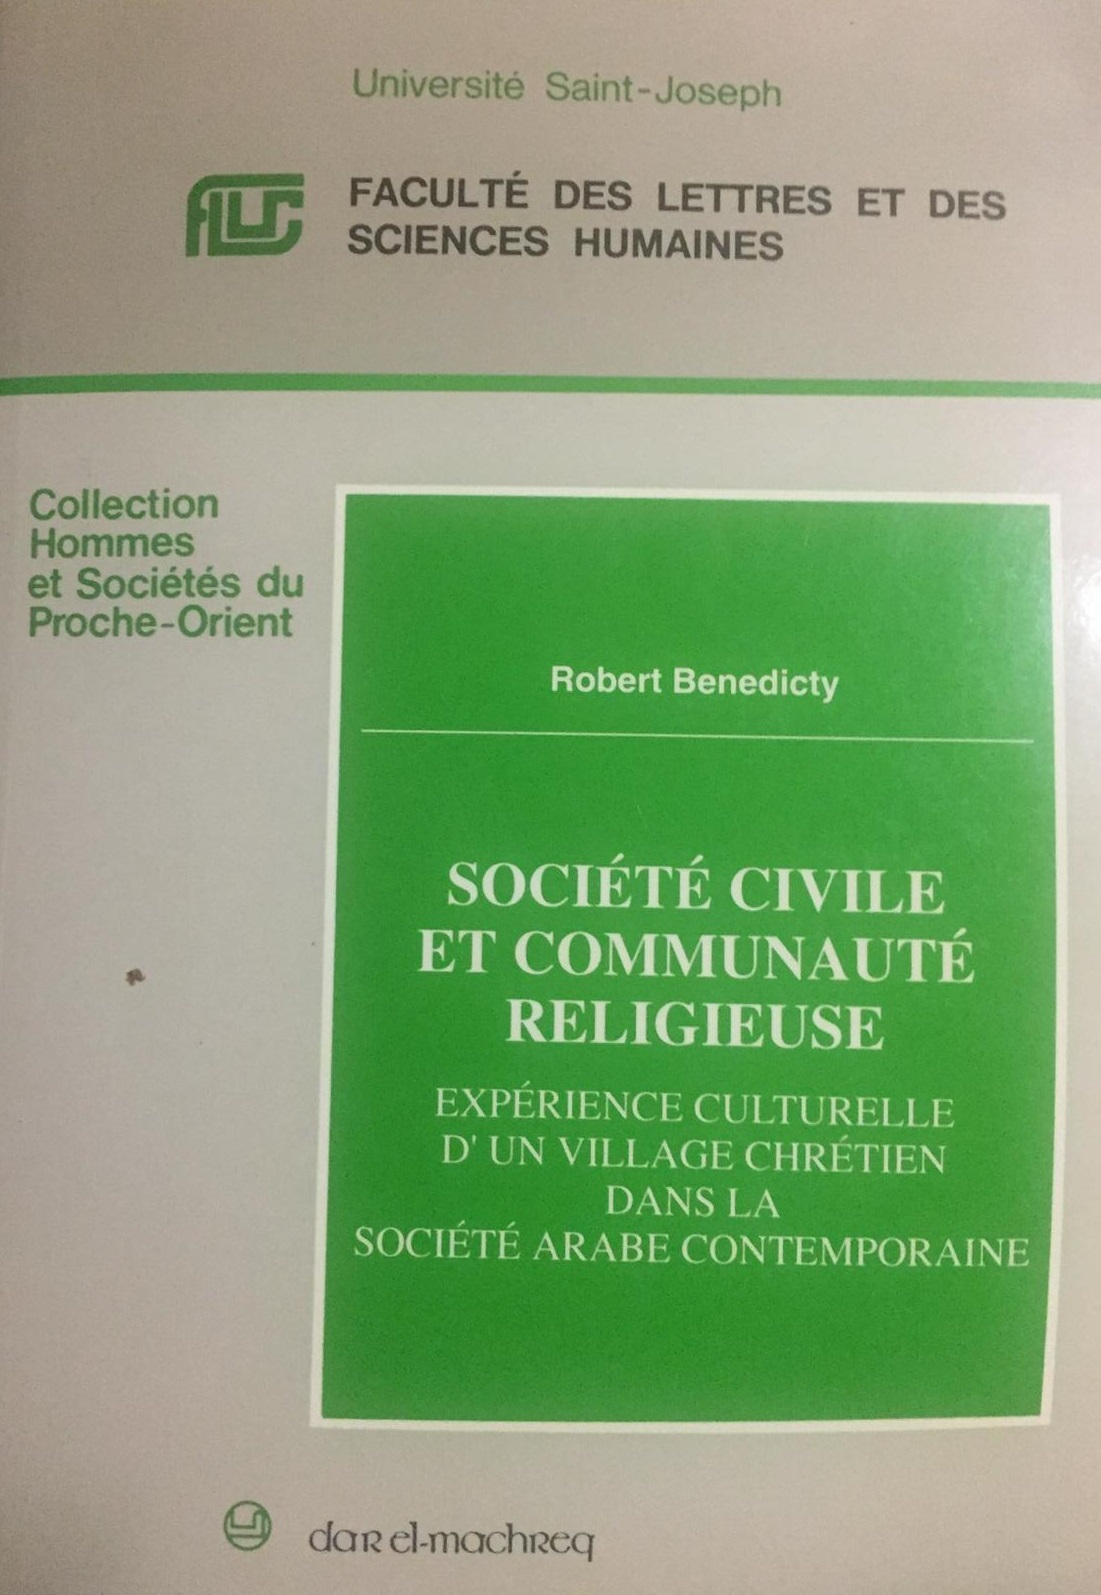 Université Saint-Joseph
FACULTÉ DES LETTRES ET DES
SCIENCES HUMAINES
Collection
Hommes
et Sociétés du
Proche-Orient
Robert Benedicty
SOCIÉTÉ CIVILE
ET COMMUNAUTÉ
RELIGIEUSE
EXPÉRIENCE CULTURELLE
D' UN VILLAGE CHRÉTIEN
DANS LA
SOCIÉTÉ ARABE CONTEMPORAINE
dar el-machreq